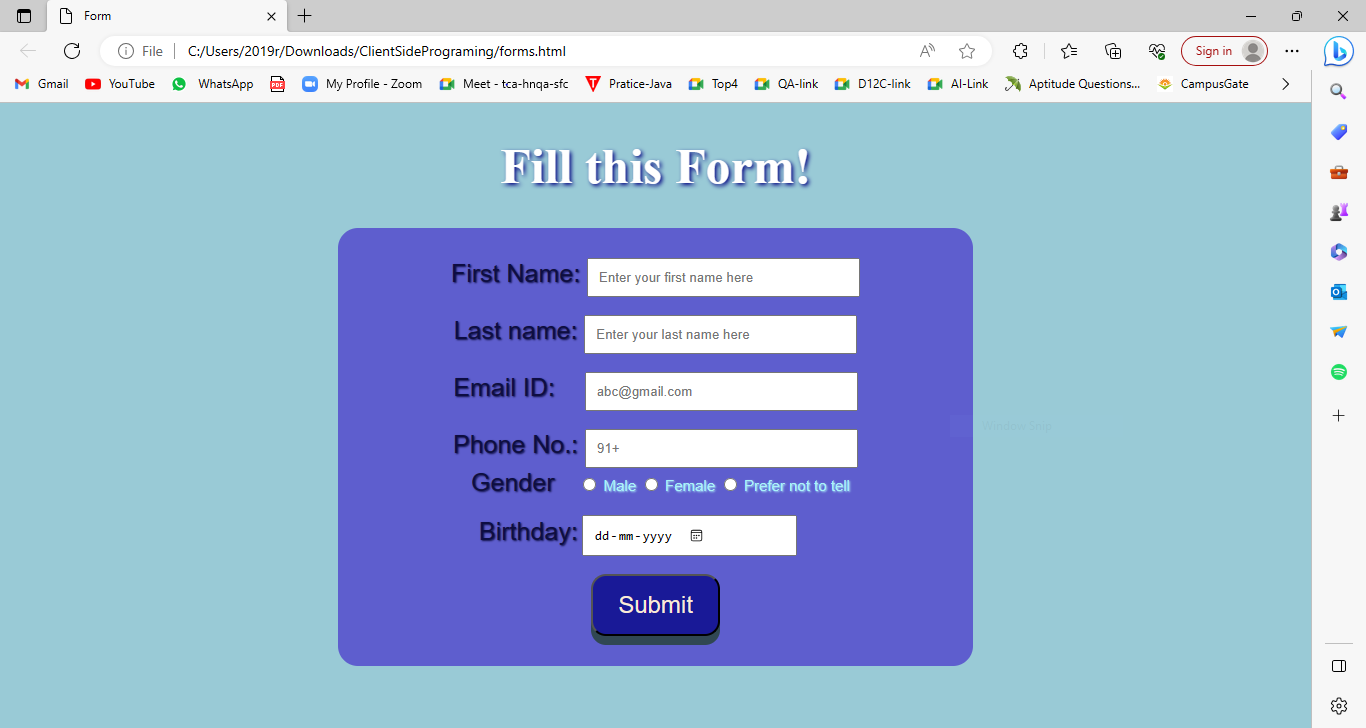 Form
File
C:/Users/2019r/Downloads/ClientSidePrograming/forms.html
Sign in
Gmail YouTube WhatsApp PDF My Profile - Zoom Meet - tca-hnqa-sfc Pratice-Java Top4 QA-link D12C-link AI-Link Aptitude Questions... CampusGate
Fill this Form!
First Name: Enter your first name here
Last name: Enter your last name here
Email ID: abc@gmail.com
Phone No.: 91+
Gender Male Female Prefer not to tell
Birthday: dd-mm-yyyy
Submit
Window Snip